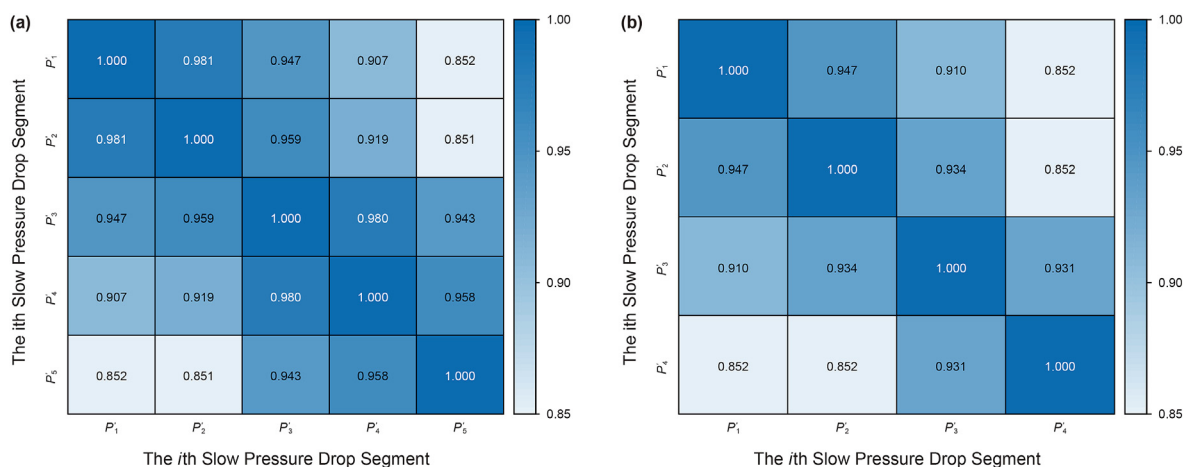 (a)
The ith Slow Pressure Drop Segment
P′1 1.000 0.981 0.947 0.907 0.852
P′2 0.981 1.000 0.959 0.919 0.851
P′3 0.947 0.959 1.000 0.980 0.943
P′4 0.907 0.919 0.980 1.000 0.958
P′5 0.852 0.851 0.943 0.958 1.000
P′1 P′2 P′3 P′4 P′5
The ith Slow Pressure Drop Segment
1.00
0.95
0.90
0.85
(b)
The ith Slow Pressure Drop Segment
P′1 1.000 0.947 0.910 0.852
P′2 0.947 1.000 0.934 0.852
P′3 0.910 0.934 1.000 0.931
P′4 0.852 0.852 0.931 1.000
P′1 P′2 P′3 P′4
The ith Slow Pressure Drop Segment
1.00
0.95
0.90
0.85